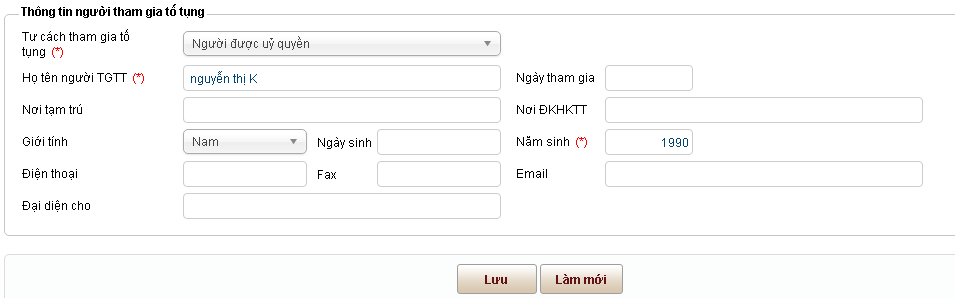 Thông tin người tham gia tố tụng
Tư cách tham gia tố
tụng (*)
Người được uỷ quyền
Họ tên người TGTT (*)
nguyễn thị K
Ngày tham gia
Nơi tạm trú
Nơi ĐKHKTT
Giới tính
Nam
Ngày sinh
Năm sinh (*)
1990
Điện thoại
Fax
Email
Đại diện cho
Lưu
Làm mới